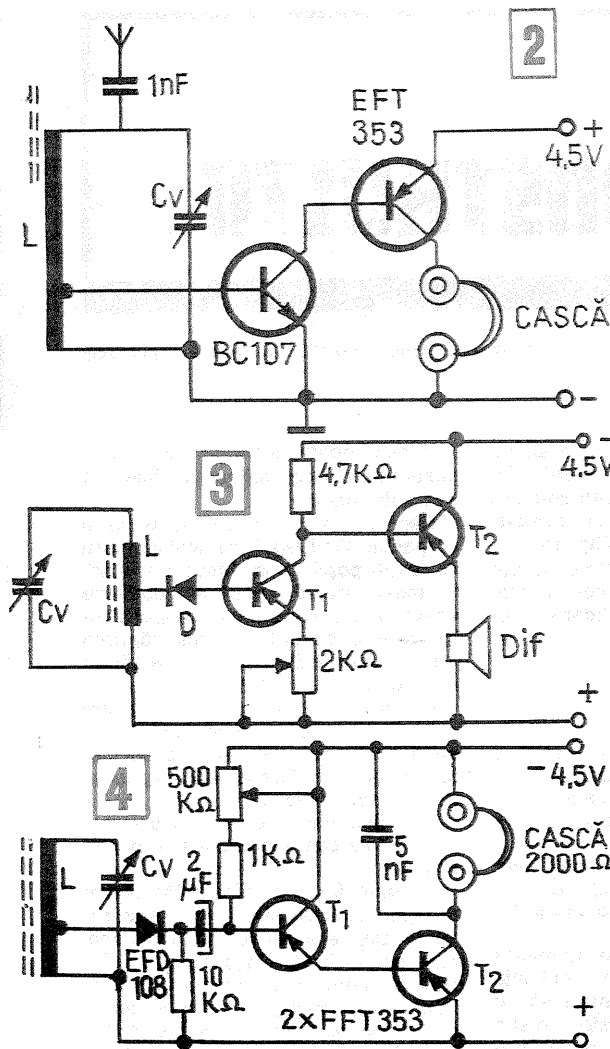 2
1nF
EFT
353
+
4,5V
Cv
L
CASCĂ
BC107
-
3
-
4,5V
4,7KΩ
T2
L
Cv
D
T1
2KΩ
Dif
+
4
500
KΩ
-4,5V
1KΩ
5
nF
CASCĂ
2000Ω
L
Cv
2
µF
T1
EFD
108
10
KΩ
T2
2xFFT353
+